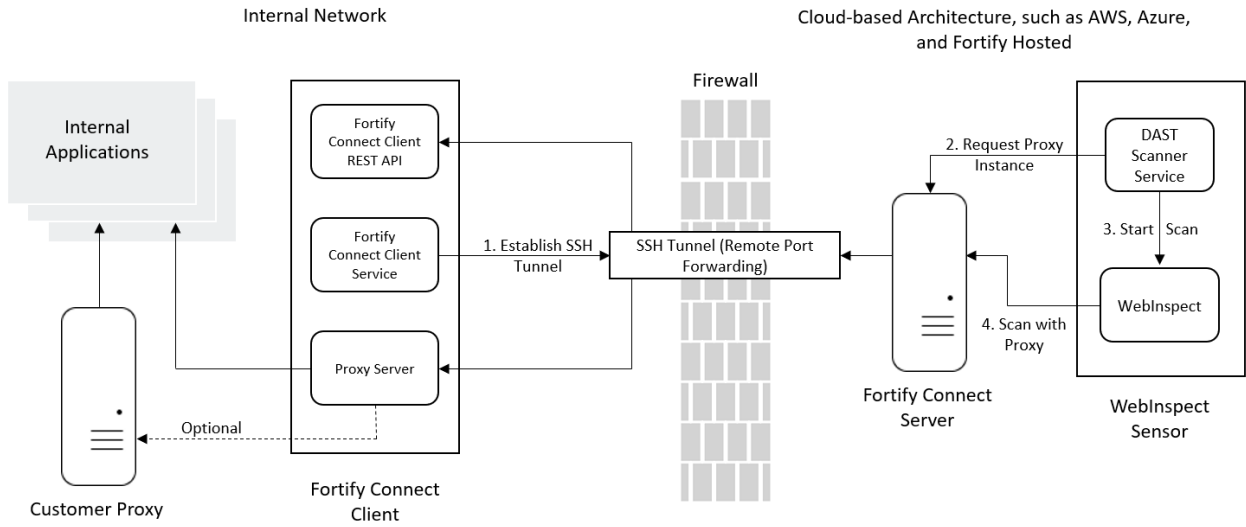 Internal Network
Cloud-based Architecture, such as AWS, Azure,
and Fortify Hosted
Firewall
Internal
Applications
Fortify
Connect Client
REST API
Fortify
Connect Client
Service
Proxy Server
1. Establish SSH
Tunnel
SSH Tunnel (Remote Port
Forwarding)
2. Request Proxy
Instance
DAST
Scanner
Service
3. Start Scan
WebInspect
4. Scan with
Proxy
Optional
Customer Proxy
Fortify Connect
Client
Fortify Connect
Server
WebInspect
Sensor